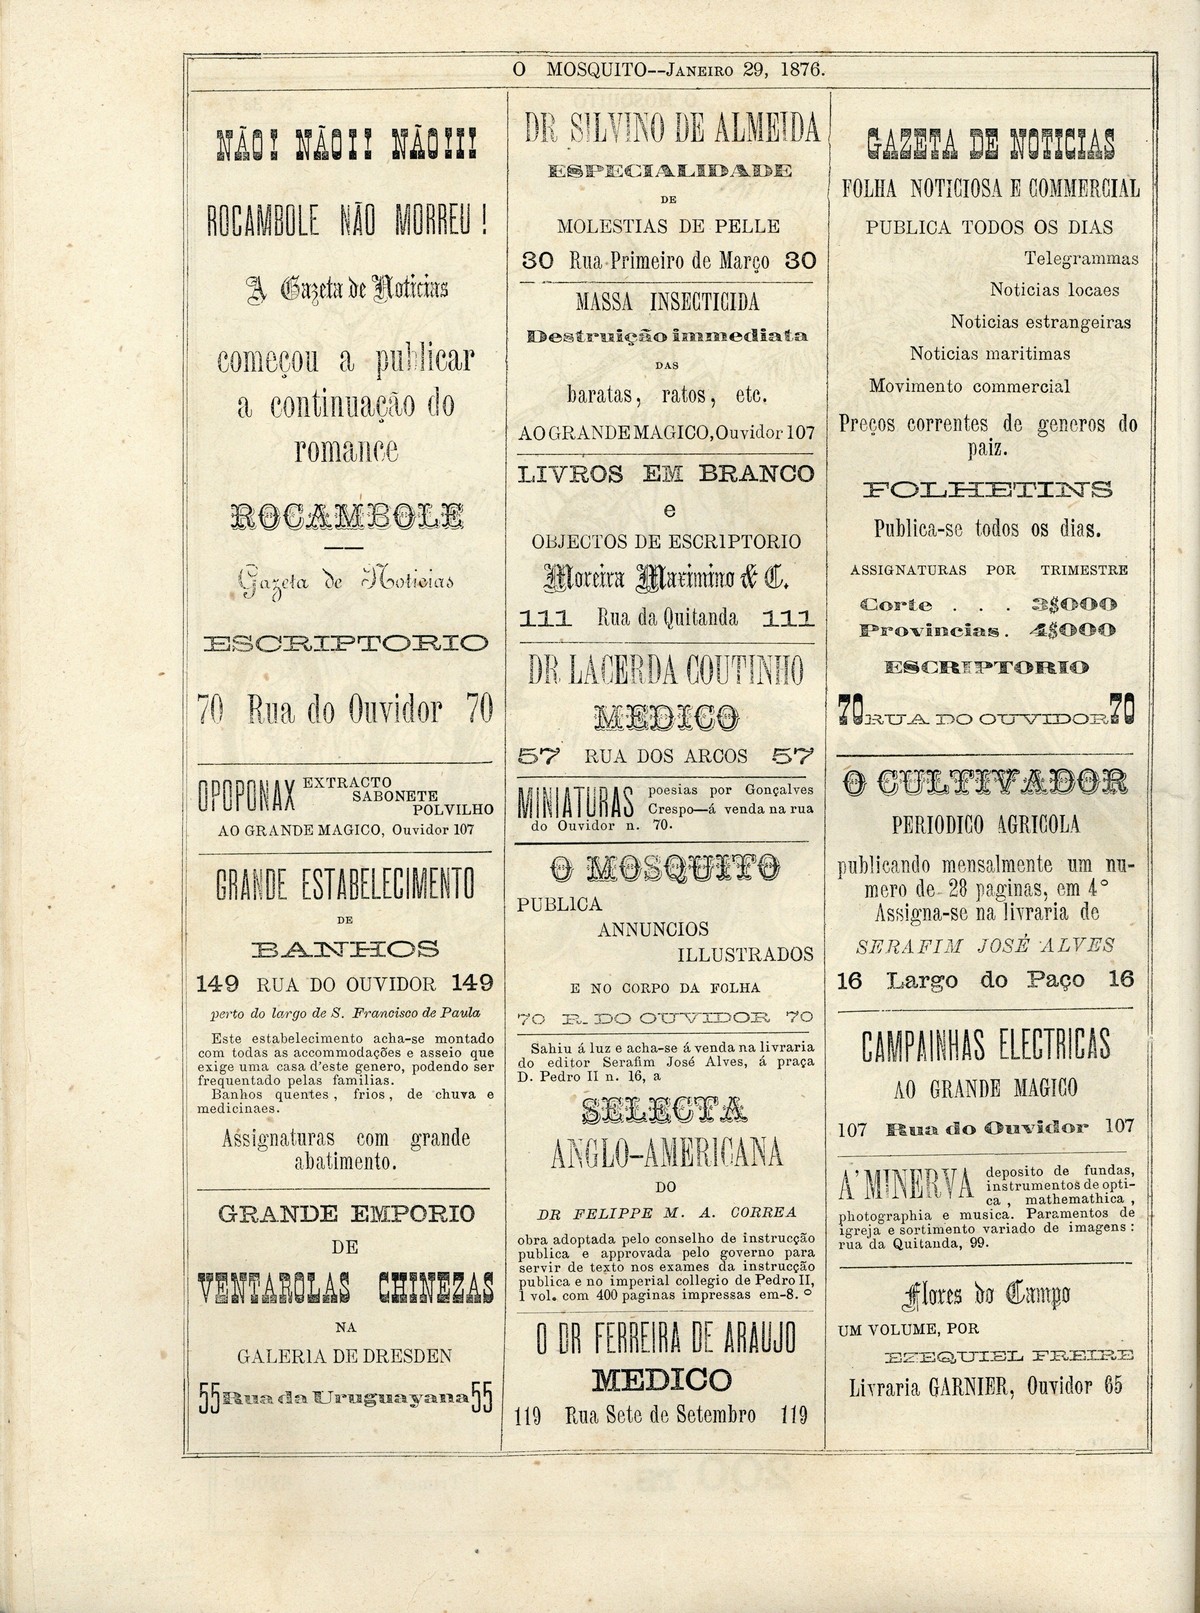 O MOSQUITO--JANEIRO 29, 1876.
NÃO! NÃO!! NÃO!!!
ROCAMBOLE NÃO MORREU!
A Gazeta de Noticias
começou a publicar
a continuação do
romance
ROCAMBOLE
Gazeta de Noticias
ESCRIPTORIO
70 Rua do Ouvidor 70
OPOPONAX EXTRACTO
SABONETE
POLVILHO
AO GRANDE MAGICO, Ouvidor 107
GRANDE ESTABELECIMENTO
DE
BANHOS
149 RUA DO OUVIDOR 149
perto do largo de S. Francisco de Paula
Este estabelecimento acha-se montado
com todas as accommodações e asseio que
exige uma casa d'este genero, podendo ser
frequentado pelas familias.
Banhos quentes, frios, de chuva e
medicinaes.
Assignaturas com grande
abatimento.
GRANDE EMPORIO
DE
VENTAROLAS CHINEZAS
NA
GALERIA DE DRESDEN
55 Rua da Uruguayana 55
DR SILVINO DE ALMEIDA
ESPECIALIDADE
DE
MOLESTIAS DE PELLE
30 Rua Primeiro de Março 30
MASSA INSECTICIDA
Destruição immediata
DAS
baratas, ratos, etc.
AO GRANDE MAGICO, Ouvidor 107
LIVROS EM BRANCO
e
OBJECTOS DE ESCRIPTORIO
Moreira Maximino & C.
111 Rua da Quitanda 111
DR LACERDA COUTINHO
MEDICO
57 RUA DOS ARCOS 57
MINIATURAS poesias por Gonçalves
Crespo—á venda na rua
do Ouvidor n. 70.
O MOSQUITO
PUBLICA
ANNUNCIOS
ILLUSTRADOS
E NO CORPO DA FOLHA
70 R. DO OUVIDOR 70
Sahiu á luz e acha-se á venda na livraria
do editor Serafim José Alves, á praça
D. Pedro II n. 16, a
SELECTA
ANGLO-AMERICANA
DO
DR FELIPPE M. A. CORREA
obra adoptada pelo conselho de instrucção
publica e approvada pelo governo para
servir de texto nos exames da instrucção
publica e no imperial collegio de Pedro II,
1 vol. com 400 paginas impressas em-8.°
O DR FERREIRA DE ARAUJO
MEDICO
119 Rua Sete de Setembro 119
GAZETA DE NOTICIAS
FOLHA NOTICIOSA E COMMERCIAL
PUBLICA TODOS OS DIAS
Telegrammas
Noticias locaes
Noticias estrangeiras
Noticias maritimas
Movimento commercial
Preços correntes de generos do
paiz.
FOLHETINS
Publica-se todos os dias.
ASSIGNATURAS POR TRIMESTRE
Corte . . . 3$000
Provincias. 4$000
ESCRIPTORIO
70 RUA DO OUVIDOR 70
O CULTIVADOR
PERIODICO AGRICOLA
publicando mensalmente um nu-
mero de 28 paginas, em 4°
Assigna-se na livraria de
SERAFIM JOSÉ ALVES
16 Largo do Paço 16
CAMPAINHAS ELECTRICAS
AO GRANDE MAGICO
107 Rua do Ouvidor 107
A' MINERVA deposito de fundas,
instrumentos de opti-
ca, mathemathica,
photographia e musica. Paramentos de
igreja e sortimento variado de imagens:
rua da Quitanda, 99.
Flores do Campo
UM VOLUME, POR
EZEQUIEL FREIRE
Livraria GARNIER, Ouvidor 65